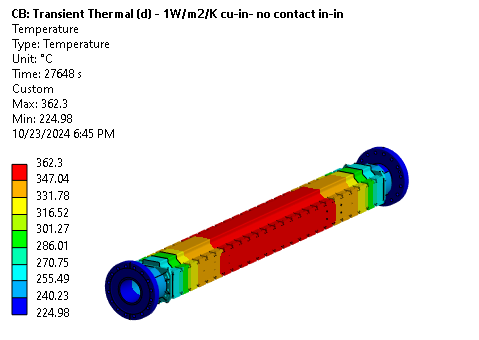 CB: Transient Thermal (d) - 1W/m2/K cu-in- no contact in-in
Temperature
Type: Temperature
Unit: °C
Time: 27648 s
Custom
Max: 362.3
Min: 224.98
10/23/2024 6:45 PM
362.3
347.04
331.78
316.52
301.27
286.01
270.75
255.49
240.23
224.98